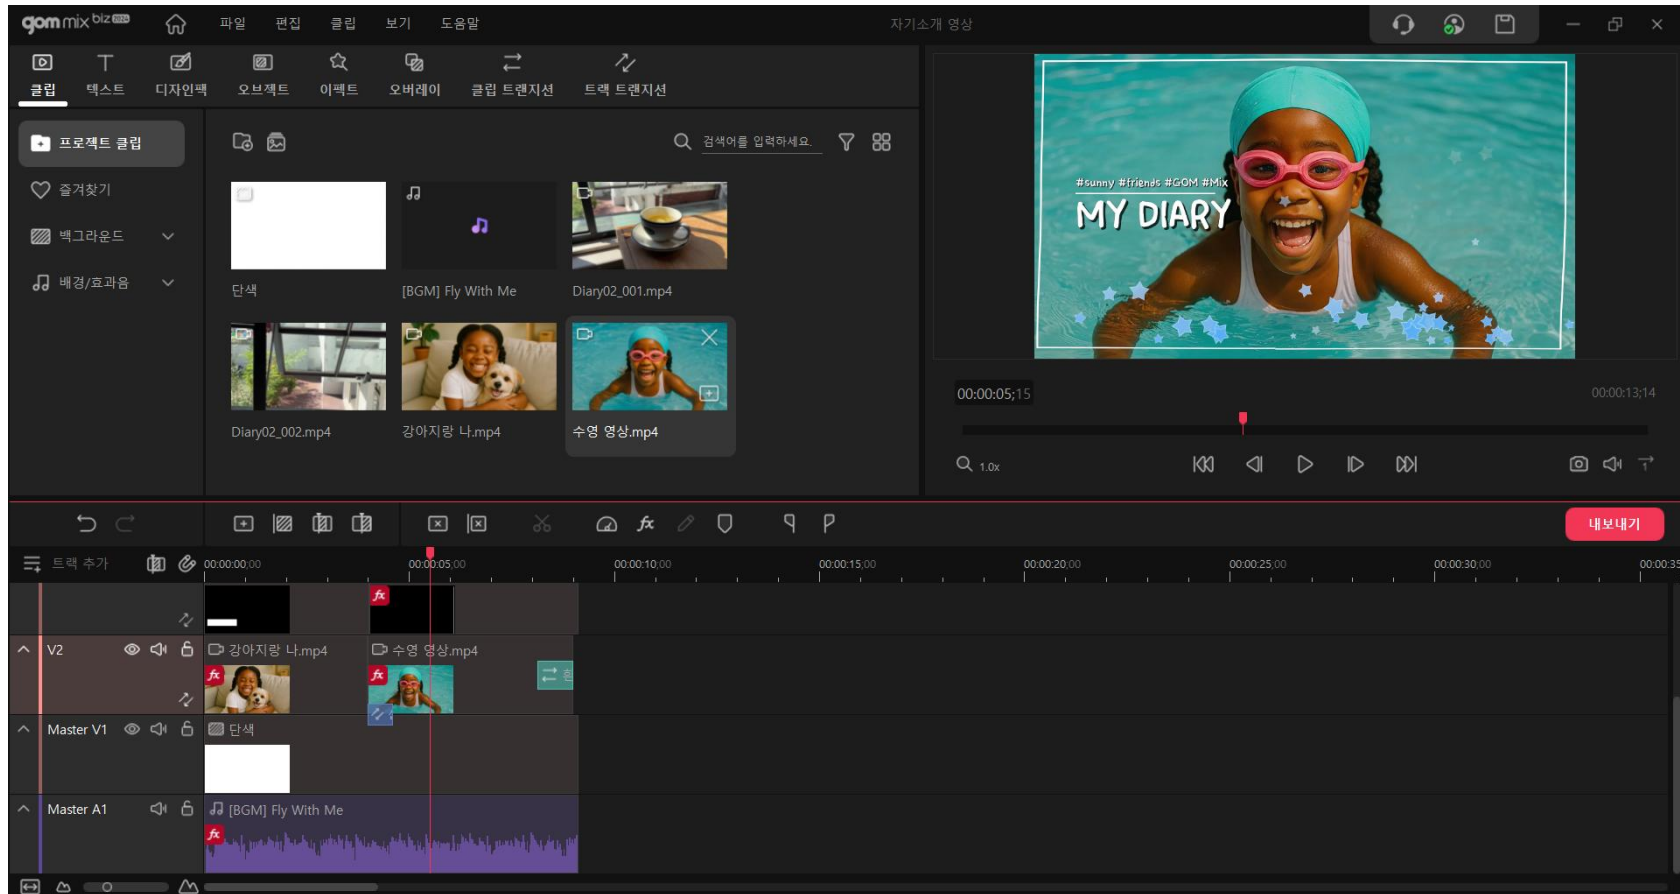 gom mix biz 2024
파일 편집 클립 보기 도움말
자기소개 영상
클립 텍스트 디자인팩 오브젝트 이펙트 오버레이 클립 트랜지션 트랙 트랜지션
프로젝트 클립
즐겨찾기
백그라운드
배경/효과음
검색어를 입력하세요.
단색
[BGM] Fly With Me
Diary02_001.mp4
Diary02_002.mp4
강아지랑 나.mp4
수영 영상.mp4
#sunny #friends #GOM #Mix
MY DIARY
00:00:05;15
00:00:13;14
1.0x
내보내기
트랙 추가
00:00:00;00 00:00:05;00 00:00:10;00 00:00:15;00 00:00:20;00 00:00:25;00 00:00:30;00 00:00:35
fx
V2
강아지랑 나.mp4
수영 영상.mp4
fx
fx
Master V1
단색
Master A1
[BGM] Fly With Me
fx